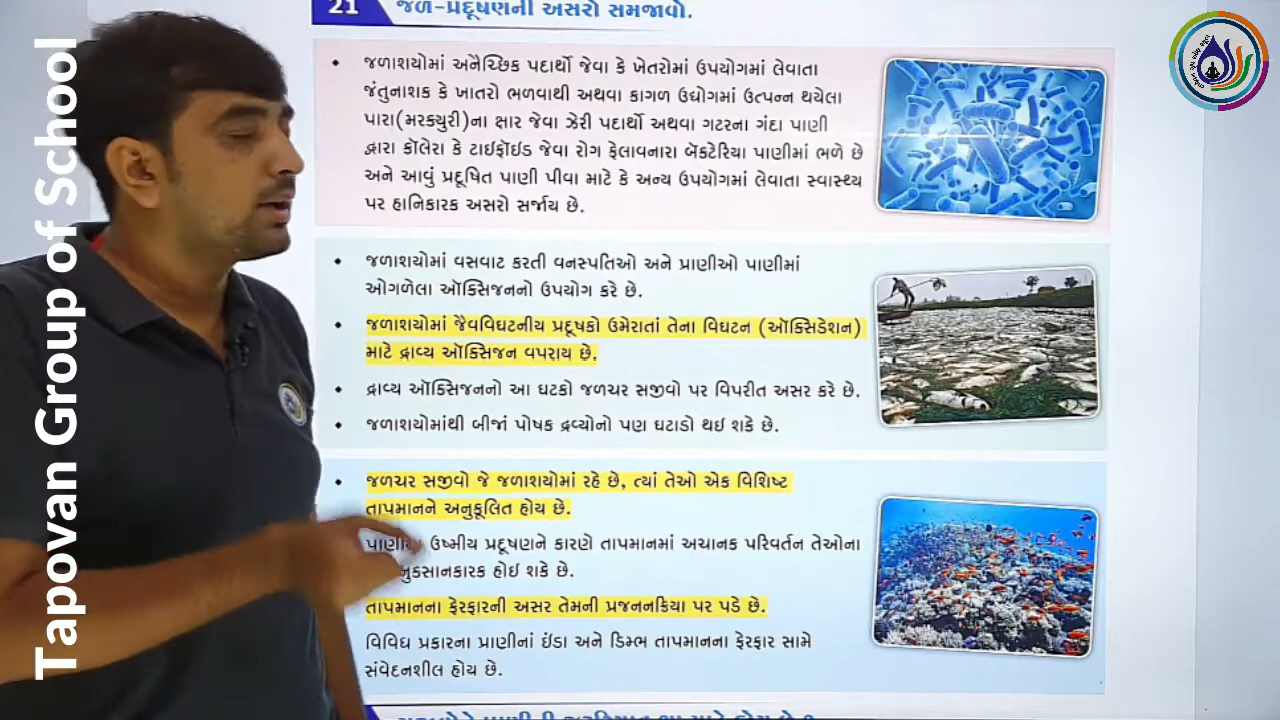 Tapovan Group of School
21 જળ-પ્રદૂષણની અસરો સમજાવો.
• જળાશયોમાં અનૈચ્છિક પદાર્થો જેવા કે ખેતરોમાં ઉપયોગમાં લેવાતા
જંતુનાશક કે ખાતરો ભળવાથી અથવા કાગળ ઉદ્યોગમાં ઉત્પન્ન થયેલા
પારા(મરક્યુરી)ના ક્ષાર જેવા ઝેરી પદાર્થો અથવા ગટરના ગંદા પાણી
દ્વારા કૉલેરા કે ટાઇફૉઇડ જેવા રોગ ફેલાવનારા બૅક્ટેરિયા પાણીમાં ભળે છે
અને આવું પ્રદૂષિત પાણી પીવા માટે કે અન્ય ઉપયોગમાં લેવાતા સ્વાસ્થ્ય
પર હાનિકારક અસરો સર્જાય છે.
• જળાશયોમાં વસવાટ કરતી વનસ્પતિઓ અને પ્રાણીઓ પાણીમાં
ઓગળેલા ઑક્સિજનનો ઉપયોગ કરે છે.
• જળાશયોમાં જૈવવિઘટનીય પ્રદૂષકો ઉમેરાતાં તેના વિઘટન (ઑક્સિડેશન)
માટે દ્રાવ્ય ઑક્સિજન વપરાય છે.
• દ્રાવ્ય ઑક્સિજનનો આ ઘટકો જળચર સજીવો પર વિપરીત અસર કરે છે.
• જળાશયોમાંથી બીજાં પોષક દ્રવ્યોનો પણ ઘટાડો થઈ શકે છે.
• જળચર સજીવો જે જળાશયોમાં રહે છે, ત્યાં તેઓ એક વિશિષ્ટ
તાપમાનને અનુકૂલિત હોય છે.
ઉષ્મીય પ્રદૂષણને કારણે તાપમાનમાં અચાનક પરિવર્તન તેઓના
નુકસાનકારક હોઈ શકે છે.
તાપમાનના ફેરફારની અસર તેમની પ્રજનનક્રિયા પર પડે છે.
વિવિધ પ્રકારના પ્રાણીનાં ઈંડા અને ડિમ્ભ તાપમાનના ફેરફાર સામે
સંવેદનશીલ હોય છે.